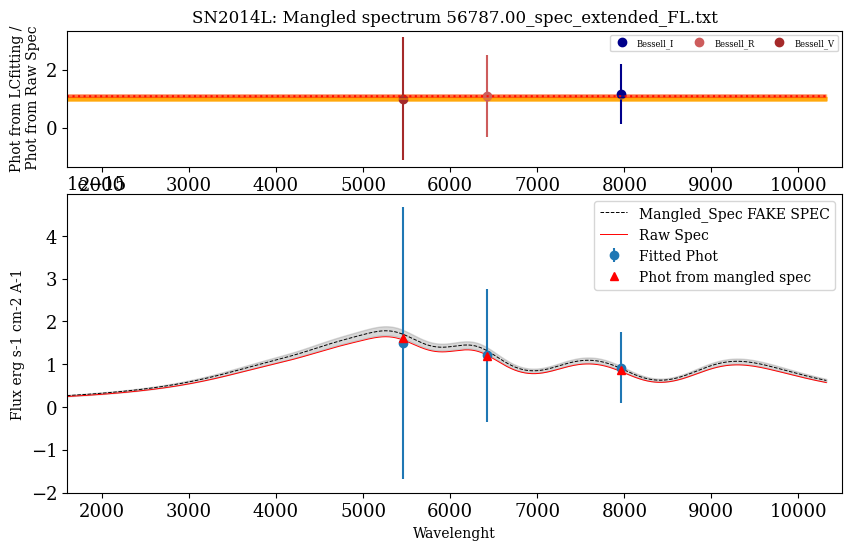 SN2014L: Mangled spectrum 56787.00_spec_extended_FL.txt
Phot from LCfitting /
Phot from Raw Spec
Bessell_I
Bessell_R
Bessell_V
2
0
2000 3000 4000 5000 6000 7000 8000 9000 10000
1e−15
Mangled_Spec FAKE SPEC
Raw Spec
Fitted Phot
Phot from mangled spec
Flux erg s-1 cm-2 A-1
4
3
2
1
0
−1
−2
2000 3000 4000 5000 6000 7000 8000 9000 10000
Wavelenght